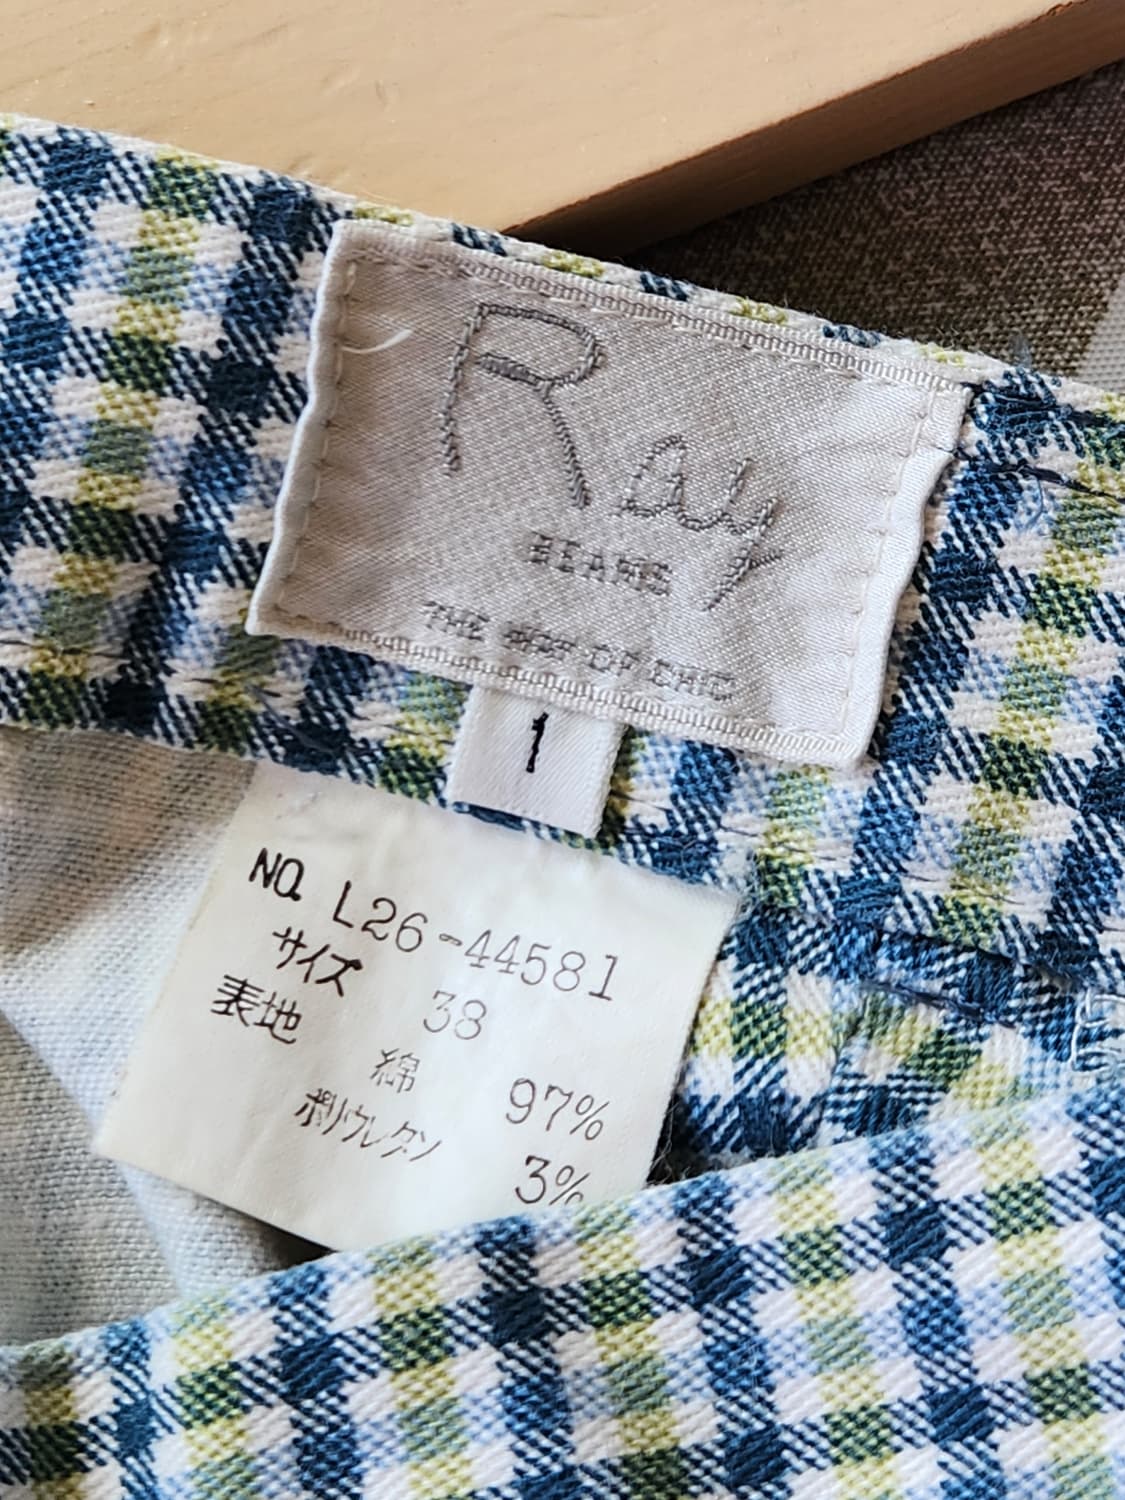 Ray
BEAMS
THE ART OF CHIC
1
NO. L26-44581
サイズ 38
表地
綿 97%
ポリウレタン 3%